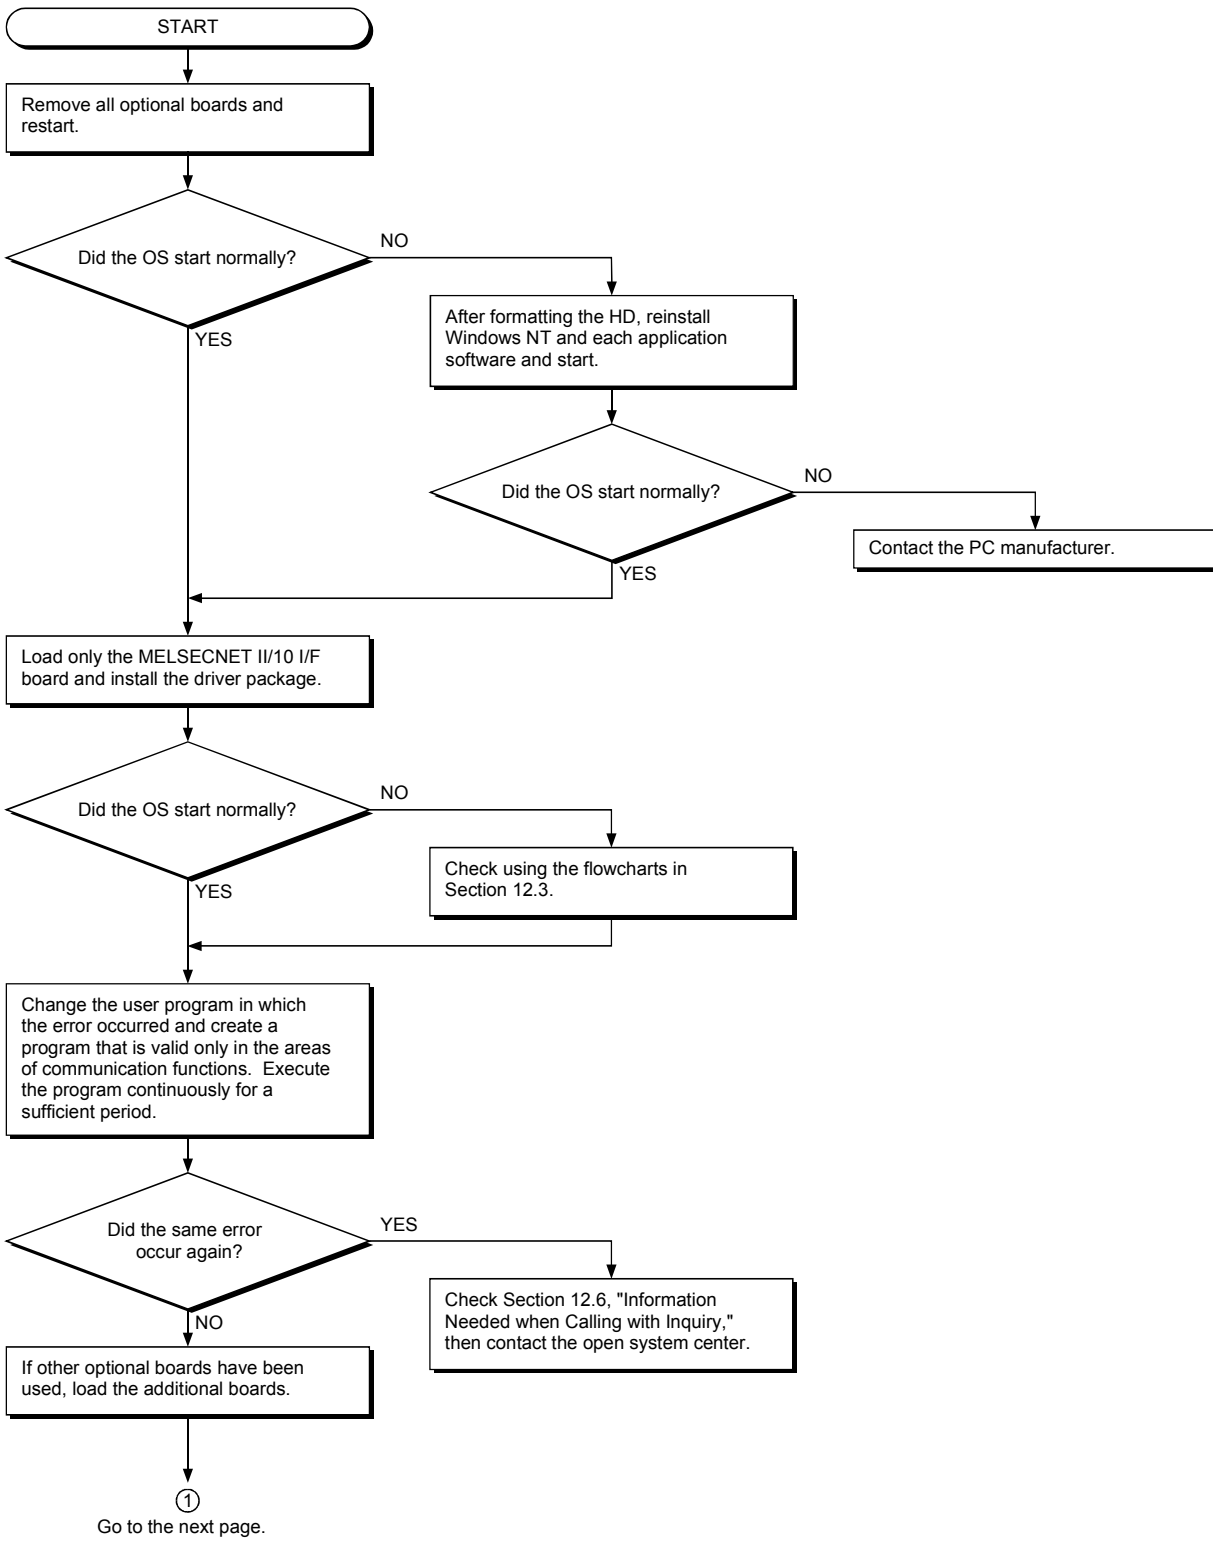 START
Remove all optional boards and
restart.
Did the OS start normally?
NO
YES
After formatting the HD, reinstall
Windows NT and each application
software and start.
Did the OS start normally?
NO
YES
Contact the PC manufacturer.
Load only the MELSECNET II/10 I/F
board and install the driver package.
Did the OS start normally?
NO
YES
Check using the flowcharts in
Section 12.3.
Change the user program in which
the error occurred and create a
program that is valid only in the areas
of communication functions.  Execute
the program continuously for a
sufficient period.
Did the same error
occur again?
YES
NO
Check Section 12.6, "Information
Needed when Calling with Inquiry,"
then contact the open system center.
If other optional boards have been
used, load the additional boards.
①
Go to the next page.